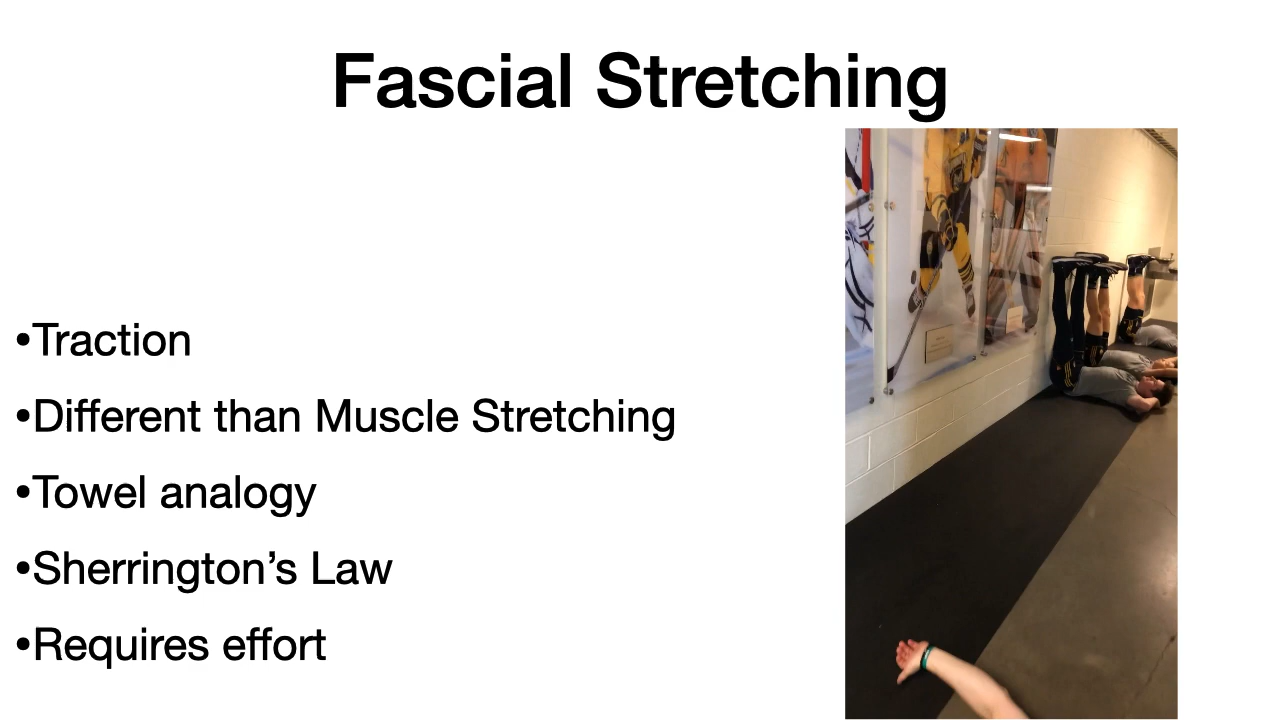 Fascial Stretching
•Traction
•Different than Muscle Stretching
•Towel analogy
•Sherrington’s Law
•Requires effort